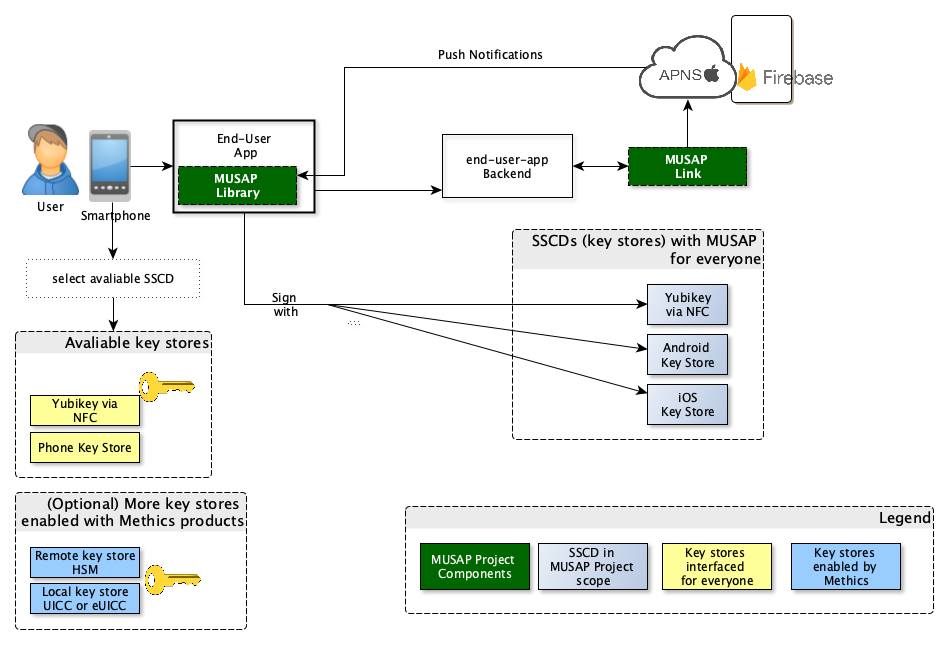 Push Notifications
APNS
Firebase
End-User
App
MUSAP
Library
end-user-app
Backend
MUSAP
Link
User
Smartphone
select avaliable SSCD
SSCDs (key stores) with MUSAP
for everyone
Sign
with
Yubikey
via NFC
Android
Key Store
iOS
Key Store
Avaliable key stores
Yubikey via
NFC
Phone Key Store
(Optional) More key stores
enabled with Methics products
Remote key store
HSM
Local key store
UICC or eUICC
Legend
MUSAP Project
Components
SSCD in
MUSAP Project
scope
Key stores
interfaced
for everyone
Key stores
enabled by
Methics